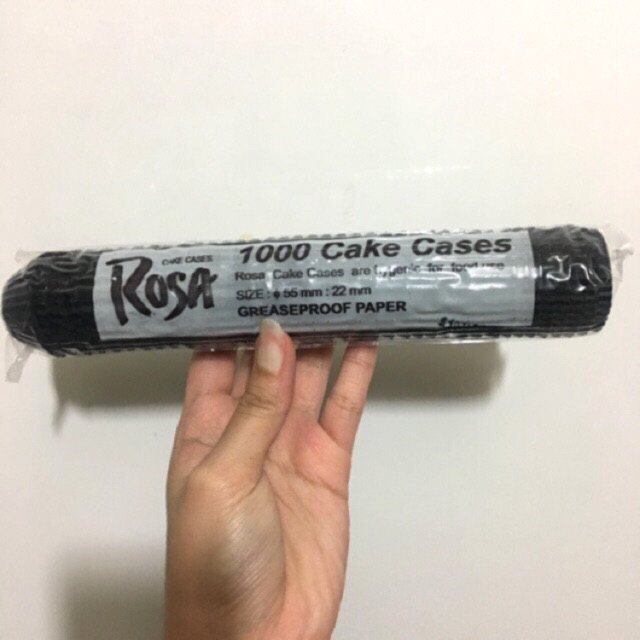 CAKE CASES
ROSA
1000 Cake Cases
Rosa Cake Cases are hygenic for food use
SIZE : ϕ 55 mm : 22 mm
GREASEPROOF PAPER